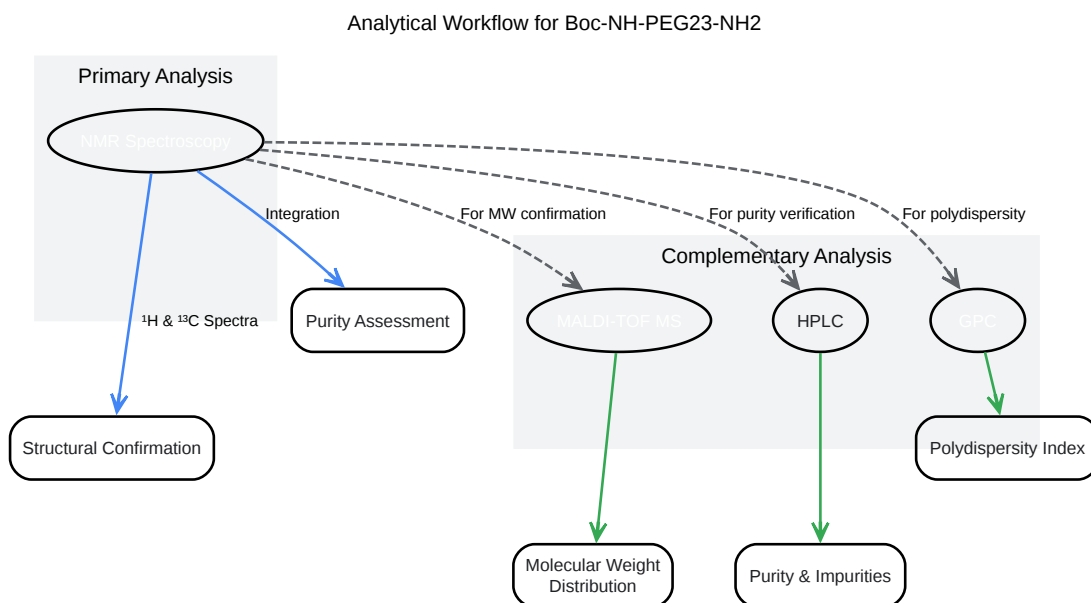 Analytical Workflow for Boc-NH-PEG23-NH2
Primary Analysis
NMR Spectroscopy
Integration
For MW confirmation
For purity verification
For polydispersity
Complementary Analysis
¹H & ¹³C Spectra
Purity Assessment
MALDI-TOF MS
HPLC
GPC
Structural Confirmation
Polydispersity Index
Molecular Weight
Distribution
Purity & Impurities